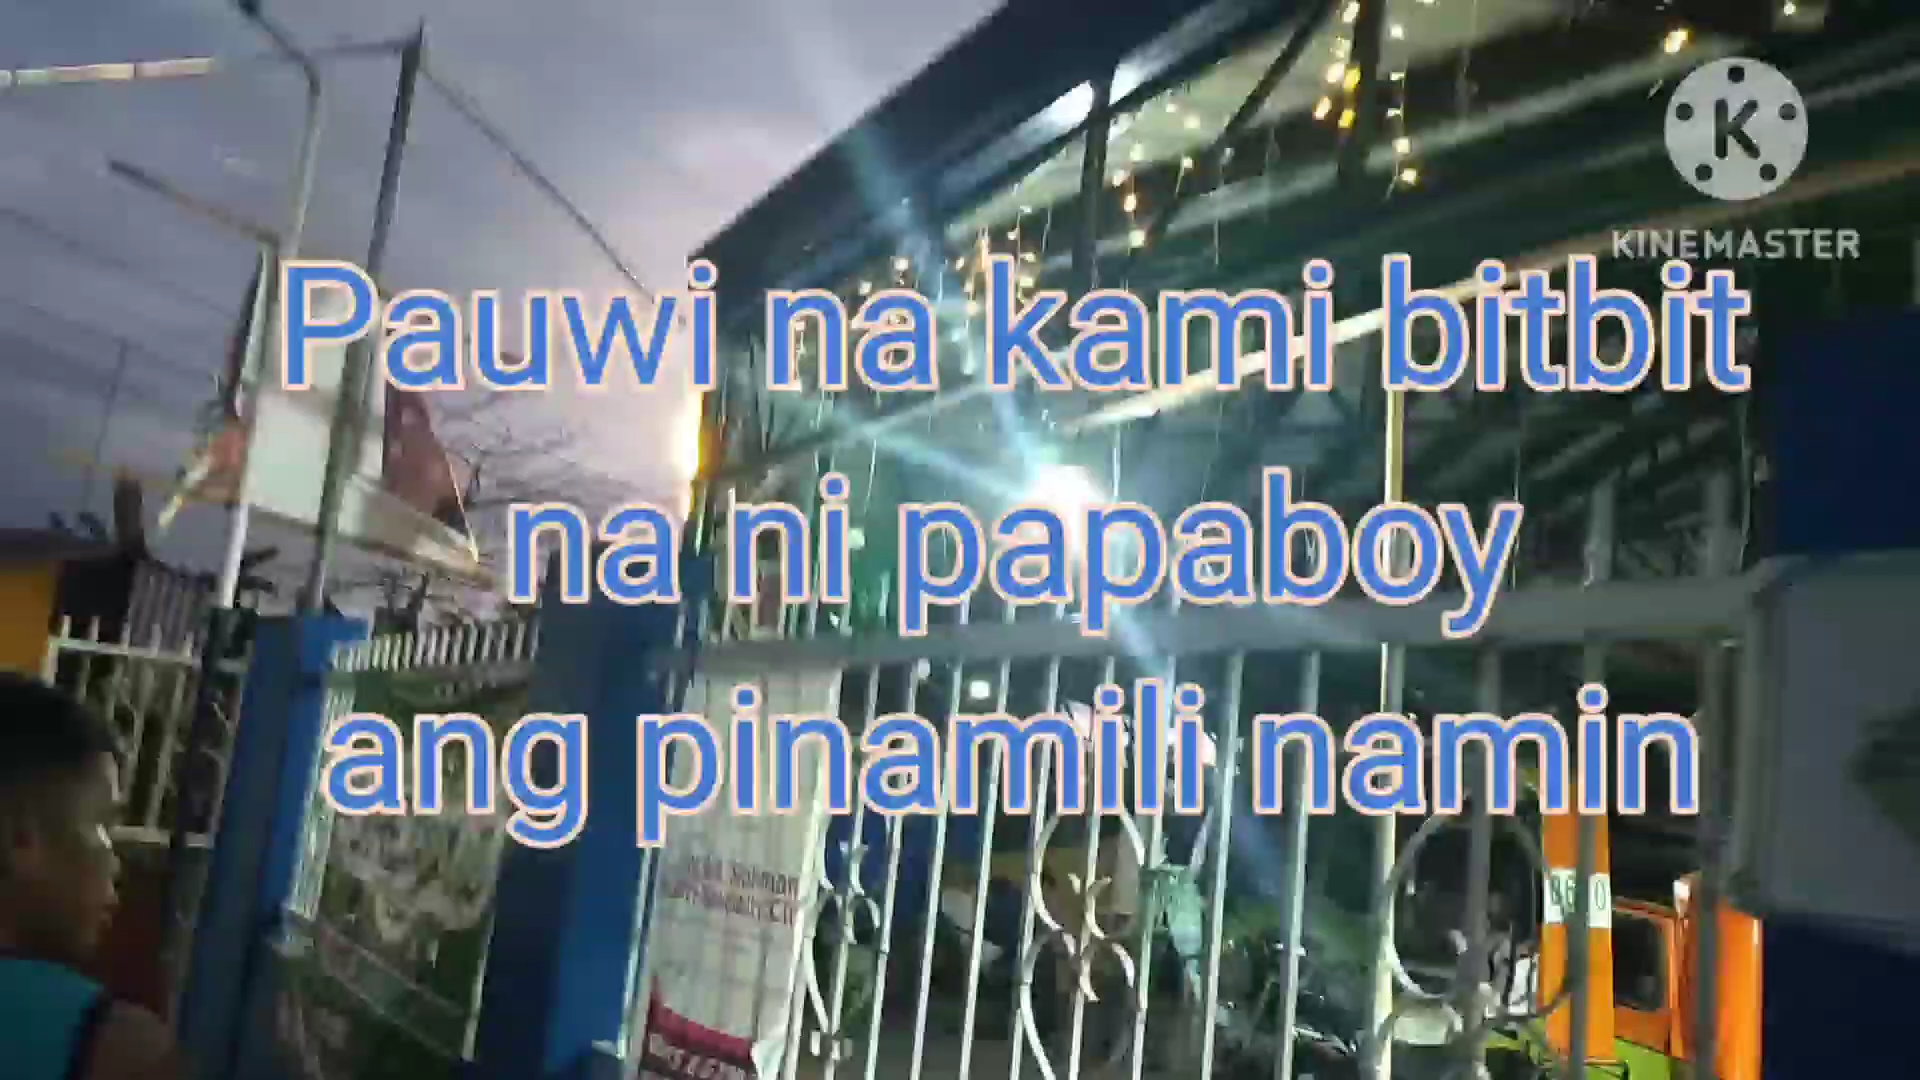 K
KINEMASTER
Pauwi na kami bitbit
na ni papaboy
ang pinamili namin